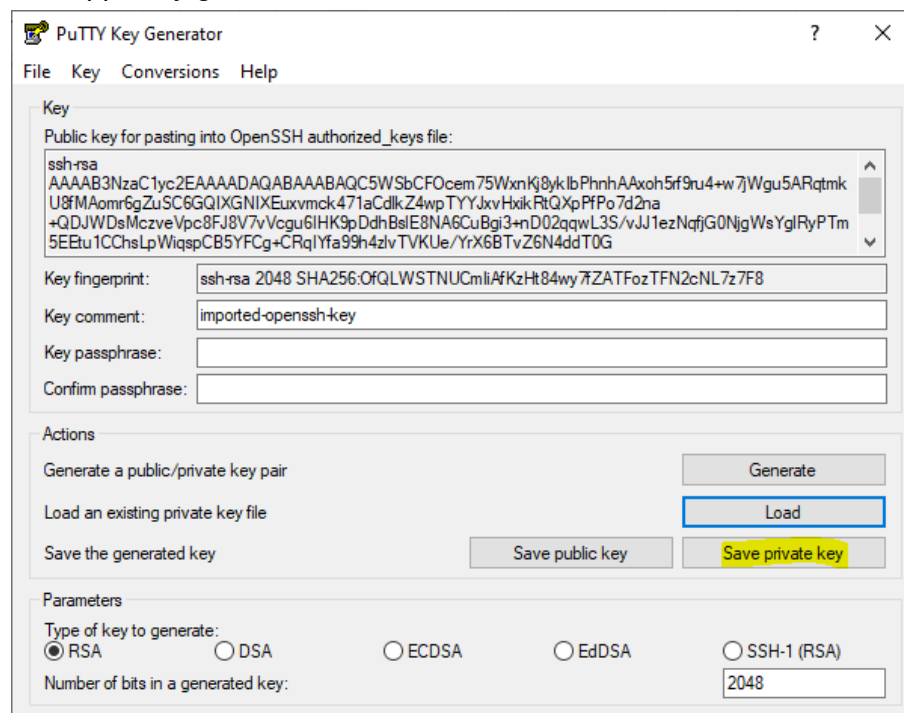 PuTTY Key Generator ? X
File Key Conversions Help
Key
Public key for pasting into OpenSSH authorized_keys file:
ssh-rsa
AAAAB3NzaC1yc2EAAAADAQABAAABAQC5WSbCFOcem75WxnKj8yklbPhnhAAxoh5rf9ru4+w7jWgu5ARqtmk
U8fMAomr6gZuSC6GQIXGNIXEuxvmck471aCdlkZ4wpTYYJxvHxikRtQXpPfPo7d2na
+QDJWDsMczveVpc8FJ8V7vVcgu6IHK9pDdhBslE8NA6CuBgi3+nD02qqwL3S/vJJ1ezNqfjG0NjgWsYglRyPTm
5EEtu1CChsLpWiqspCB5YFCg+CRqlYfa99h4zlvTVKUe/YrX6BTvZ6N4ddT0G
Key fingerprint: ssh-rsa 2048 SHA256:OfQLWSTNUCmliAfKzHt84wy7fZATFozTFN2cNL7z7F8
Key comment: imported-openssh-key
Key passphrase:
Confirm passphrase:
Actions
Generate a public/private key pair Generate
Load an existing private key file Load
Save the generated key Save public key Save private key
Parameters
Type of key to generate:
RSA DSA ECDSA EdDSA SSH-1 (RSA)
Number of bits in a generated key: 2048